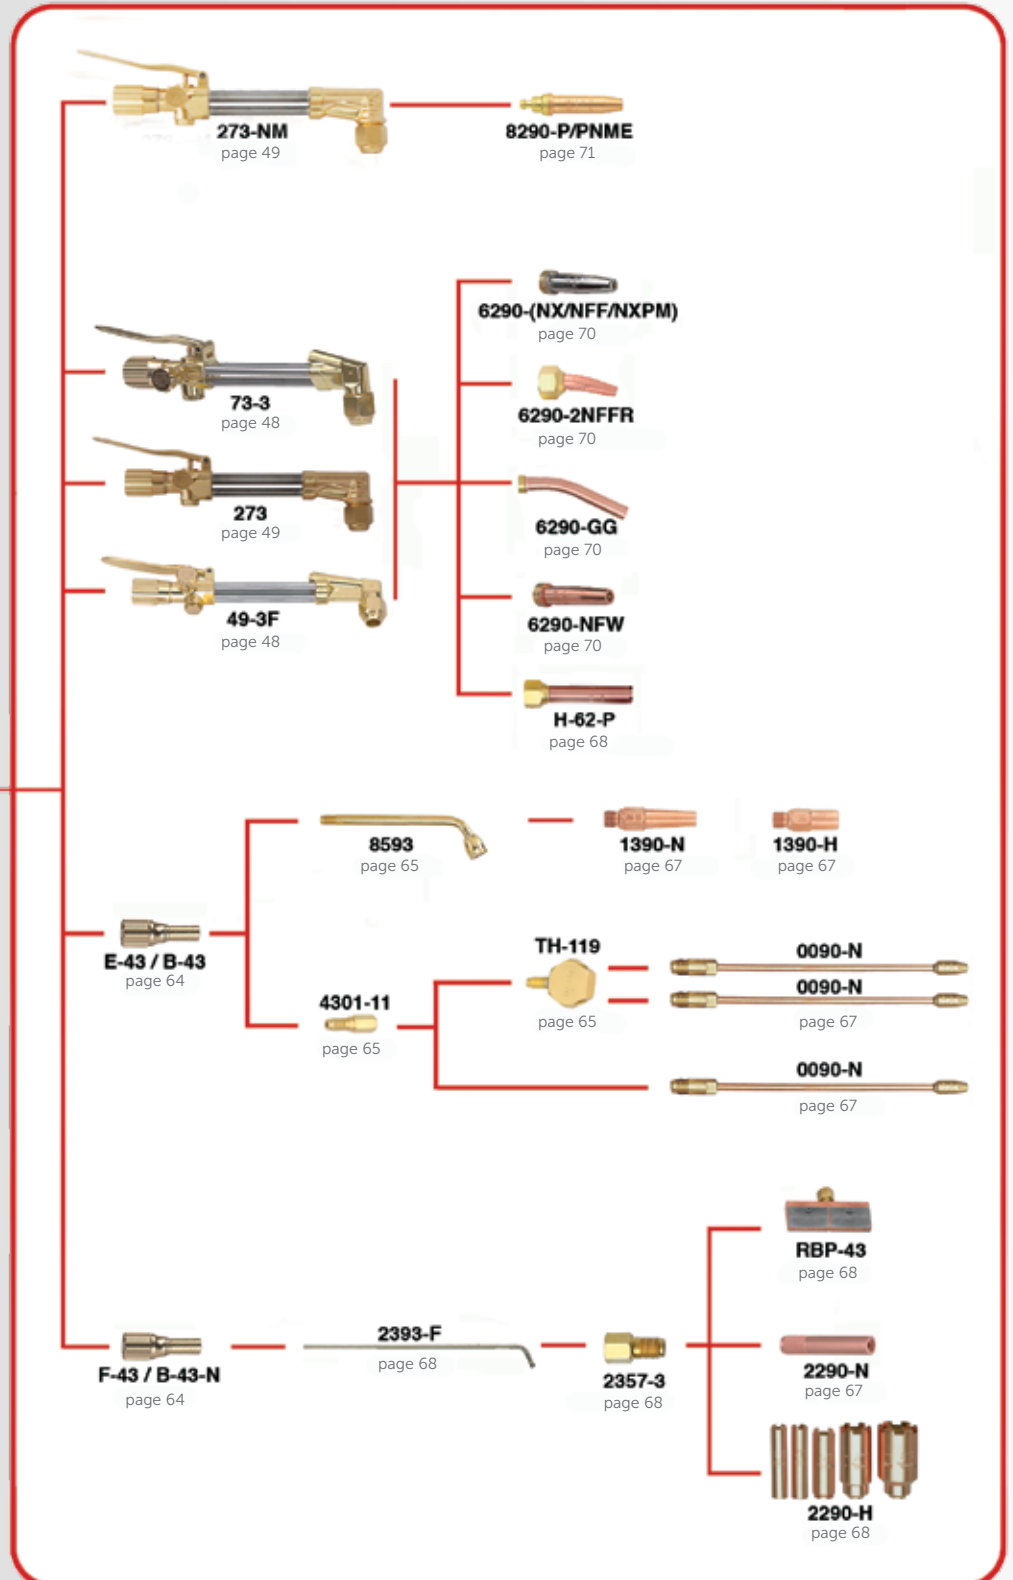 273-NM
page 49
8290-P/PNME
page 71
6290-(NX/NFF/NXPM)
page 70
73-3
page 48
6290-2NFFR
page 70
273
page 49
6290-GG
page 70
49-3F
page 48
6290-NFW
page 70
H-62-P
page 68
8593
page 65
1390-N
page 67
1390-H
page 67
E-43 / B-43
page 64
4301-11
page 65
TH-119
page 65
0090-N
0090-N
page 67
0090-N
page 67
RBP-43
page 68
F-43 / B-43-N
page 64
2393-F
page 68
2357-3
page 68
2290-N
page 67
2290-H
page 68